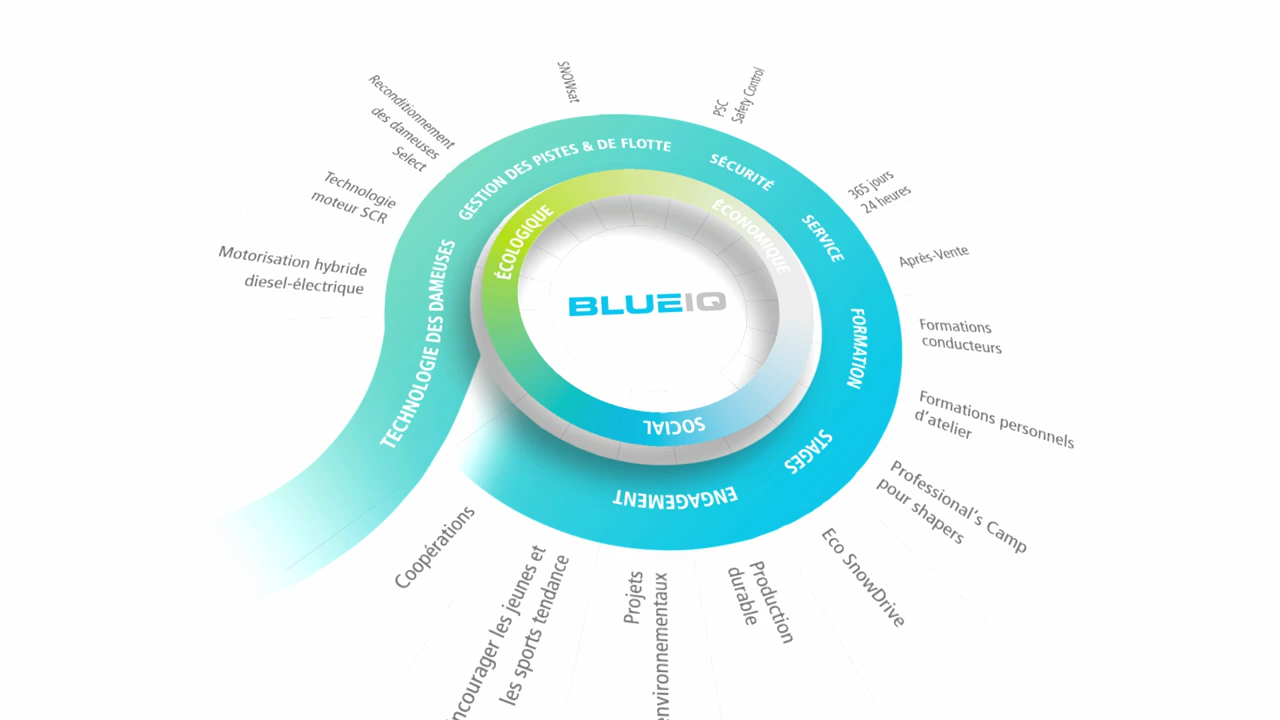 SNOWsat
PSC
Safety Control
Reconditionnement
des dameuses
Select
GESTION DES PISTES & DE FLOTTE
SÉCURITÉ
365 jours
24 heures
Technologie
moteur SCR
ÉCOLOGIQUE
ÉCONOMIQUE
SERVICE
Après-Vente
Motorisation hybride
diesel-électrique
TECHNOLOGIE DES DAMEUSES
BLUEIQ
FORMATION
Formations
conducteurs
SOCIAL
STAGES
Formations personnels
d'atelier
ENGAGEMENT
Professional's Camp
pour shapers
Coopérations
Eco SnowDrive
ncourager les jeunes et
les sports tendance
Projets
environnementaux
Production
durable